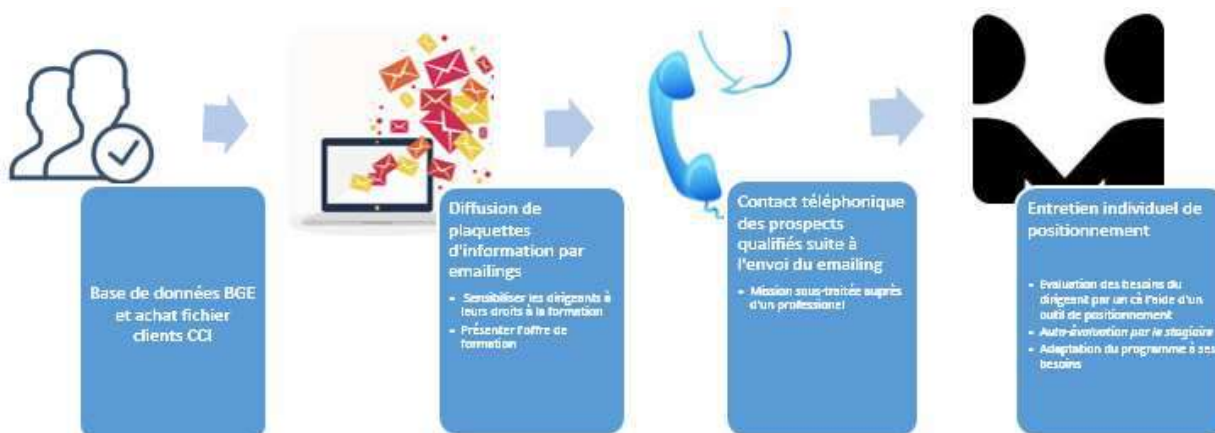 Base de données BGE
et achat fichier
clients CCI
Diffusion de
plaquettes
d'information par
emailings
• Sensibiliser les dirigeants à
leurs droits à la formation
• Présenter l'offre de
formation
Contact téléphonique
des prospects
qualifiés suite à
l'envoi du emailing
• Mission sous-traitée auprès
d'un professionel
Entretien individuel de
positionnement
• Evaluation des besoins du
dirigeant par un cà l'aide d'un
outil de positionnement
• Auto-évaluation par le stagiaire
• Adaptation du programme à ses
besoins